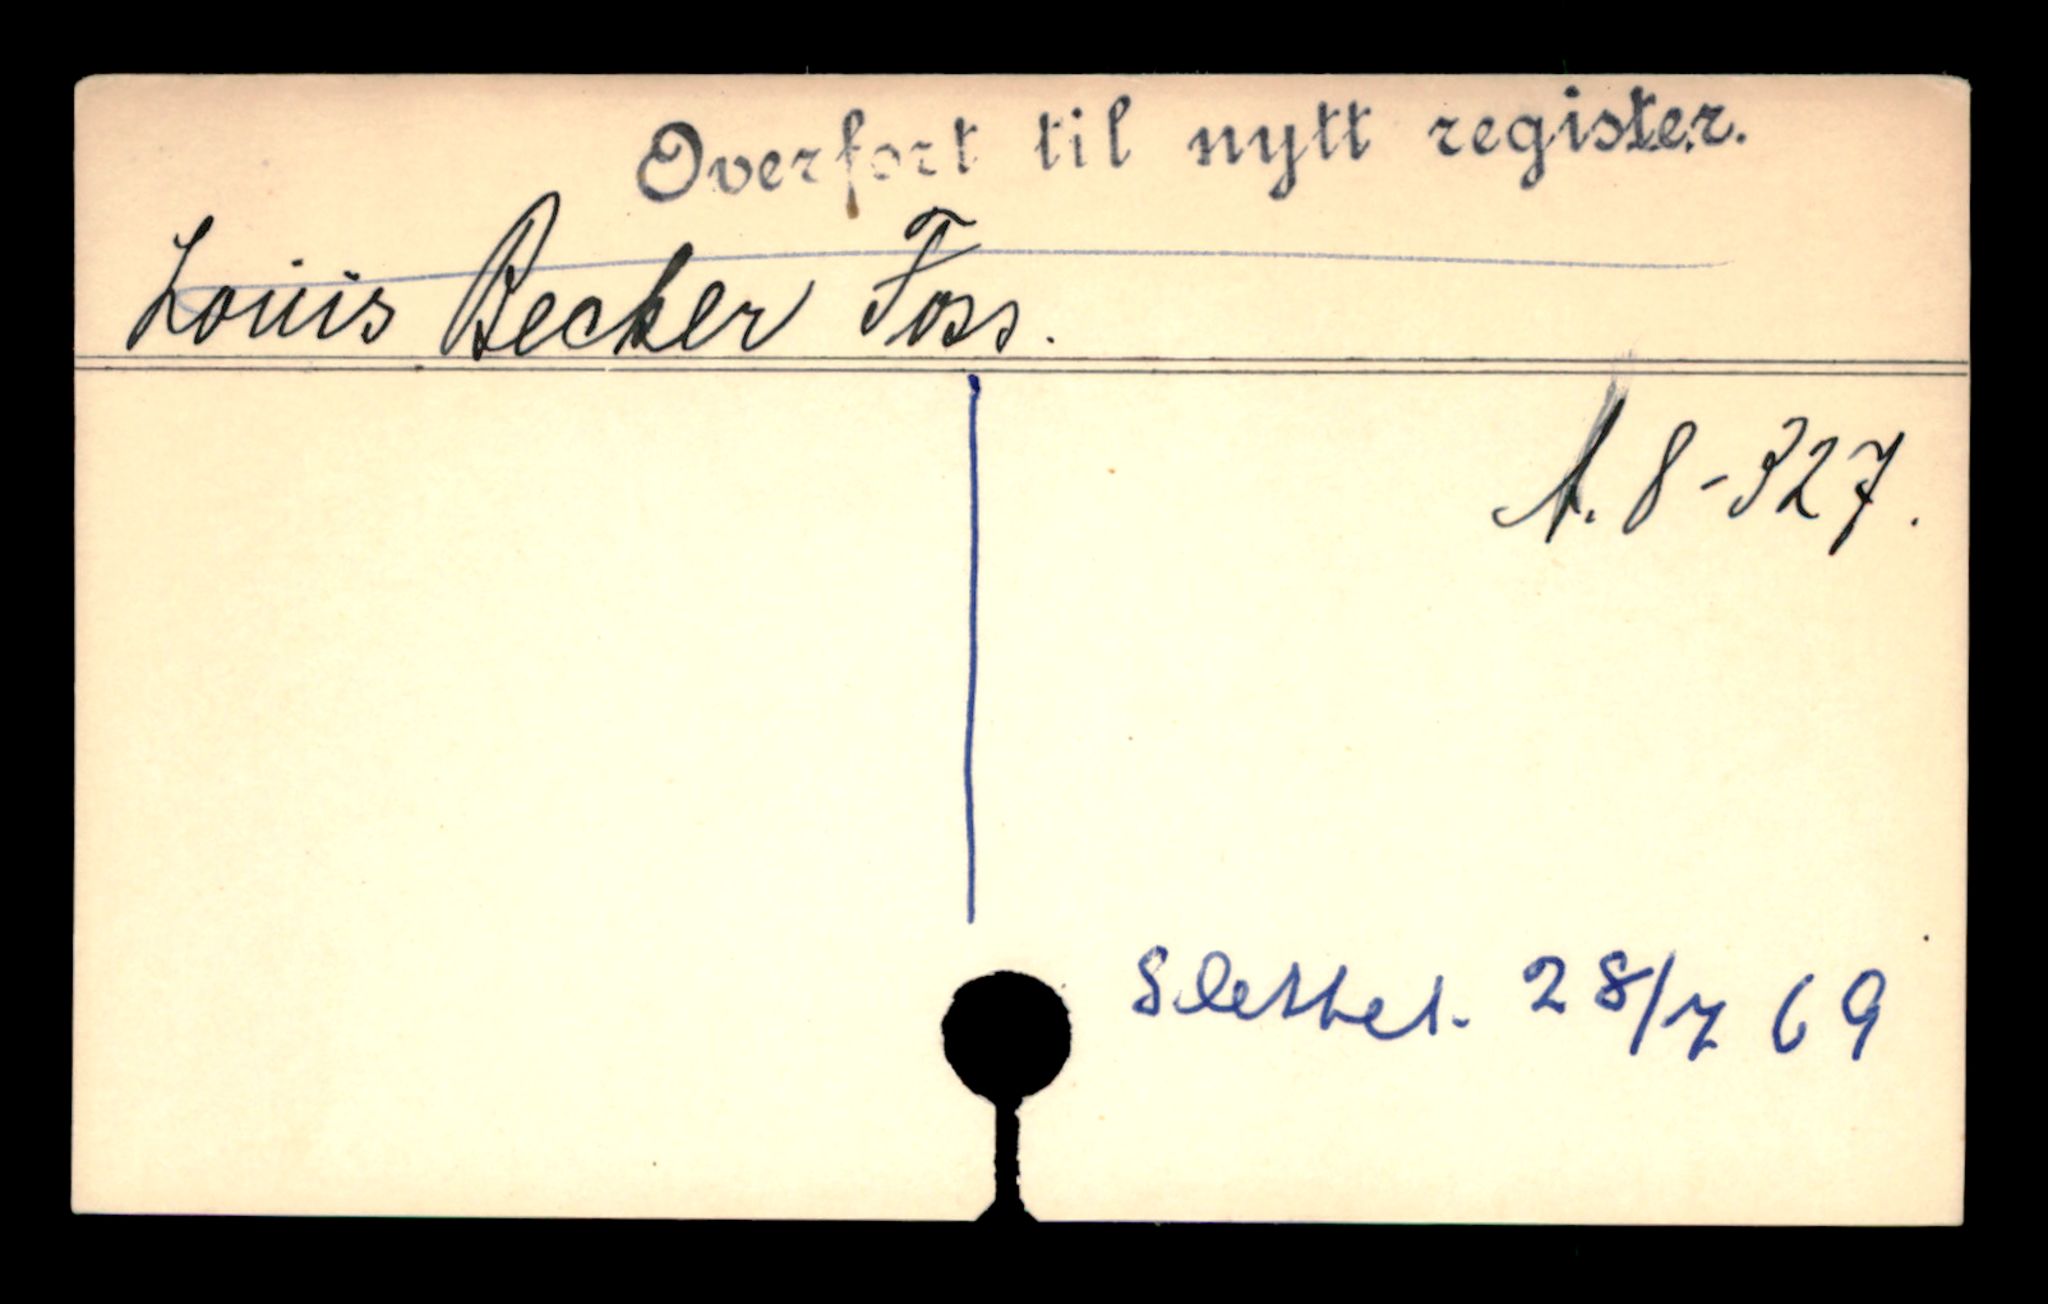 Overført til nytt register.
Louis Becker Foss.
A. 8-327.
Slettet. 28/7 69